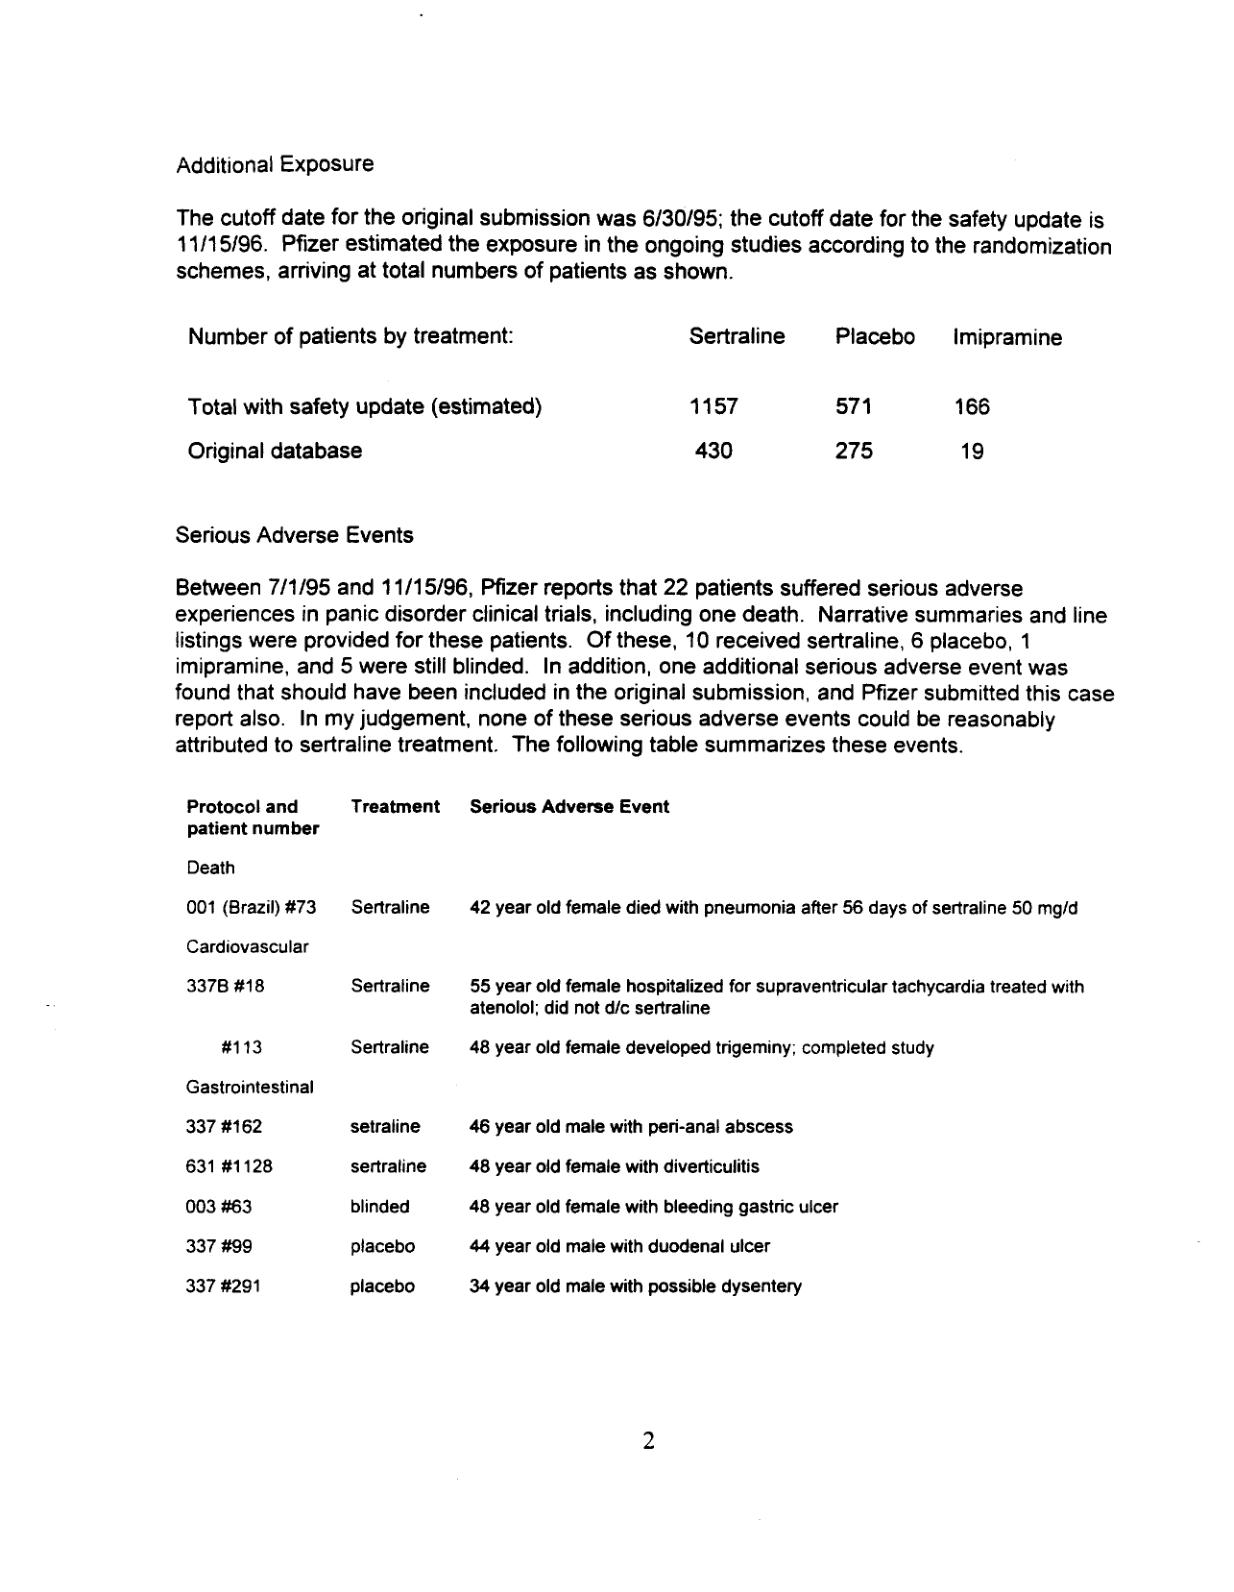 Additional Exposure
The cutoff date for the original submission was 6/30/95; the cutoff date for the safety update is
11/15/96. Pfizer estimated the exposure in the ongoing studies according to the randomization
schemes, arriving at total numbers of patients as shown.
Number of patients by treatment: Sertraline Placebo Imipramine
Total with safety update (estimated) 1157 571 166
Original database 430 275 19
Serious Adverse Events
Between 7/1/95 and 11/15/96, Pfizer reports that 22 patients suffered serious adverse
experiences in panic disorder clinical trials, including one death. Narrative summaries and line
listings were provided for these patients. Of these, 10 received sertraline, 6 placebo, 1
imipramine, and 5 were still blinded. In addition, one additional serious adverse event was
found that should have been included in the original submission, and Pfizer submitted this case
report also. In my judgement, none of these serious adverse events could be reasonably
attributed to sertraline treatment. The following table summarizes these events.
Protocol and Treatment Serious Adverse Event
patient number
Death
001 (Brazil) #73 Sertraline 42 year old female died with pneumonia after 56 days of sertraline 50 mg/d
Cardiovascular
337B #18 Sertraline 55 year old female hospitalized for supraventricular tachycardia treated with
atenolol; did not d/c sertraline
#113 Sertraline 48 year old female developed trigeminy; completed study
Gastrointestinal
337 #162 setraline 46 year old male with peri-anal abscess
631 #1128 sertraline 48 year old female with diverticulitis
003 #63 blinded 48 year old female with bleeding gastric ulcer
337 #99 placebo 44 year old male with duodenal ulcer
337 #291 placebo 34 year old male with possible dysentery
2